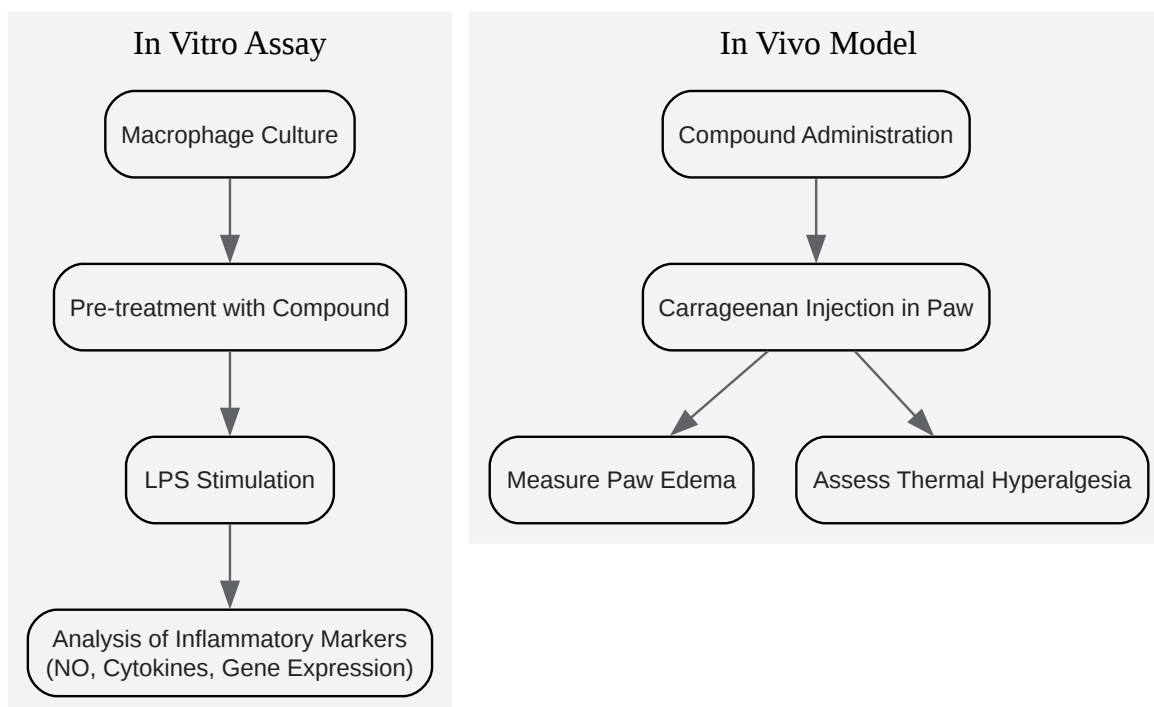 In Vitro Assay
Macrophage Culture
Pre-treatment with Compound
LPS Stimulation
Analysis of Inflammatory Markers
(NO, Cytokines, Gene Expression)
In Vivo Model
Compound Administration
Carrageenan Injection in Paw
Measure Paw Edema
Assess Thermal Hyperalgesia